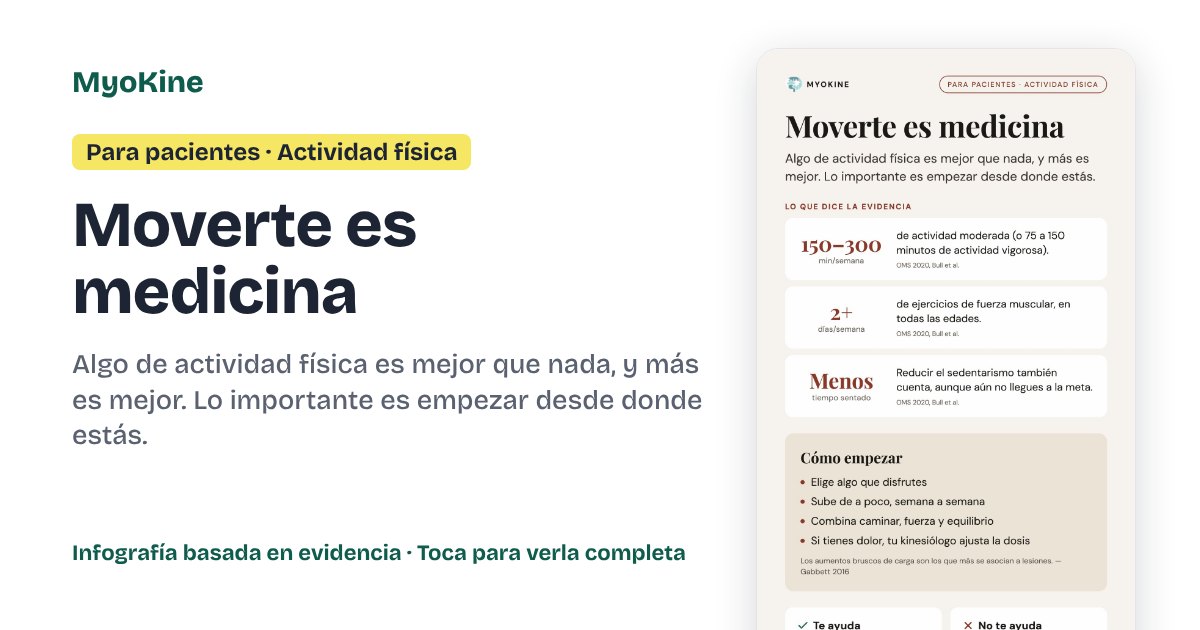 MyoKine
Para pacientes · Actividad física
Moverte es
medicina
Algo de actividad física es mejor que nada, y más
es mejor. Lo importante es empezar desde donde
estás.
Infografía basada en evidencia · Toca para verla completa
MYOKINE
PARA PACIENTES · ACTIVIDAD FÍSICA
Moverte es medicina
Algo de actividad física es mejor que nada, y más es
mejor. Lo importante es empezar desde donde estás.
LO QUE DICE LA EVIDENCIA
150–300
min/semana
de actividad moderada (o 75 a 150
minutos de actividad vigorosa).
OMS 2020, Bull et al.
2+
días/semana
de ejercicios de fuerza muscular, en
todas las edades.
OMS 2020, Bull et al.
Menos
tiempo sentado
Reducir el sedentarismo también
cuenta, aunque aún no llegues a la meta.
OMS 2020, Bull et al.
Cómo empezar
• Elige algo que disfrutes
• Sube de a poco, semana a semana
• Combina caminar, fuerza y equilibrio
• Si tienes dolor, tu kinesiólogo ajusta la dosis
Los aumentos bruscos de carga son los que más se asocian a lesiones. —
Gabbett 2016
✓ Te ayuda
✕ No te ayuda